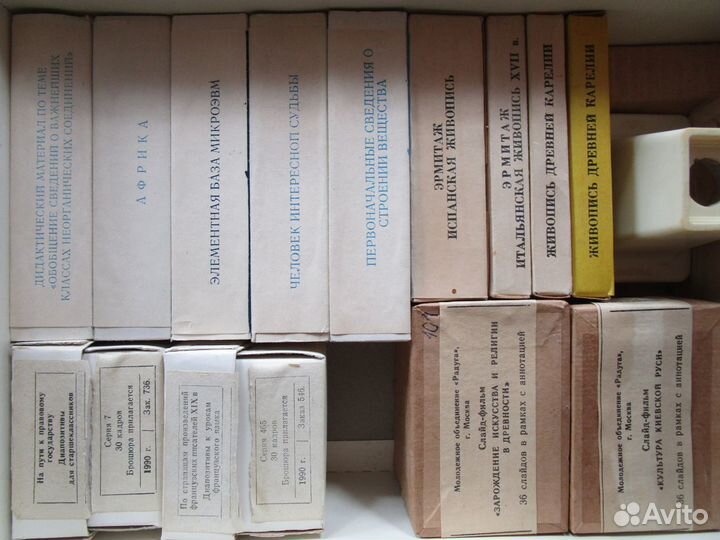 ДИДАКТИЧЕСКИЙ МАТЕРИАЛ ПО ТЕМЕ
«ОБОБЩЕНИЕ СВЕДЕНИЙ О ВАЖНЕЙШИХ
КЛАССАХ НЕОРГАНИЧЕСКИХ СОЕДИНЕНИЙ»
АФРИКА
ЭЛЕМЕНТНАЯ БАЗА МИКРОЭВМ
ЧЕЛОВЕК ИНТЕРЕСНОЙ СУДЬБЫ
ПЕРВОНАЧАЛЬНЫЕ СВЕДЕНИЯ О
СТРОЕНИИ ВЕЩЕСТВА
ЭРМИТАЖ
ИСПАНСКАЯ ЖИВОПИСЬ
ЭРМИТАЖ
ИТАЛЬЯНСКАЯ ЖИВОПИСЬ XVII в.
ЖИВОПИСЬ ДРЕВНЕЙ КАРЕЛИИ
ЖИВОПИСЬ ДРЕВНЕЙ КАРЕЛИИ
На пути к правовому
государству
Диапозитивы
для старшеклассников
Серия 7
30 кадров
Брошюра прилагается
1990 г. | Зак. 736.
По страницам произведений
французских писателей XIX в
Диапозитивы к урокам
французского языка
Серия 465
30 кадров
Брошюра прилагается
1990 г. | Заказ 546.
Молодежное объединение «Радуга»,
г. Москва
Слайд-фильм
«ЗАРОЖДЕНИЕ ИСКУССТВА И РЕЛИГИИ
В ДРЕВНОСТИ»
36 слайдов в рамках с аннотацией
Молодежное объединение «Радуга»,
г. Москва
Слайд-фильм
«КУЛЬТУРА КИЕВСКОЙ РУСИ»
36 слайдов в рамках с аннотацией
Avito